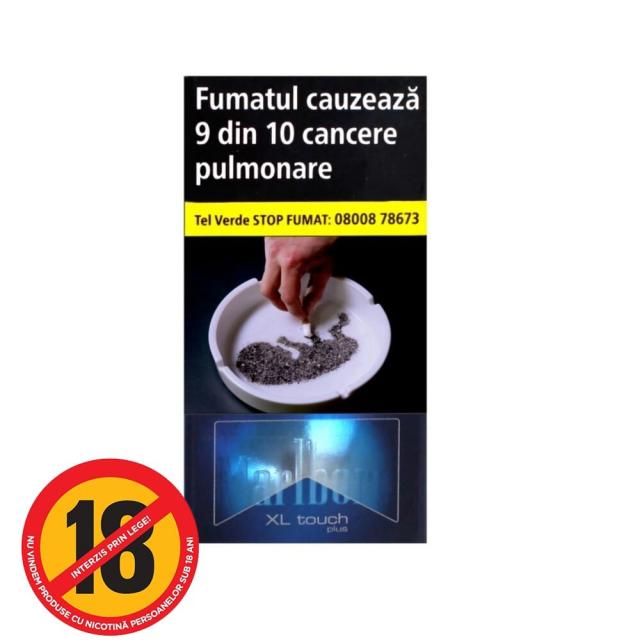 Fumatul cauzează
9 din 10 cancere
pulmonare
Tel Verde STOP FUMAT: 08008 78673
Marlboro
XL touch
plus
18
INTERZIS PRIN LEGE!
NU VINDEM PRODUSE CU NICOTINĂ PERSOANELOR SUB 18 ANI